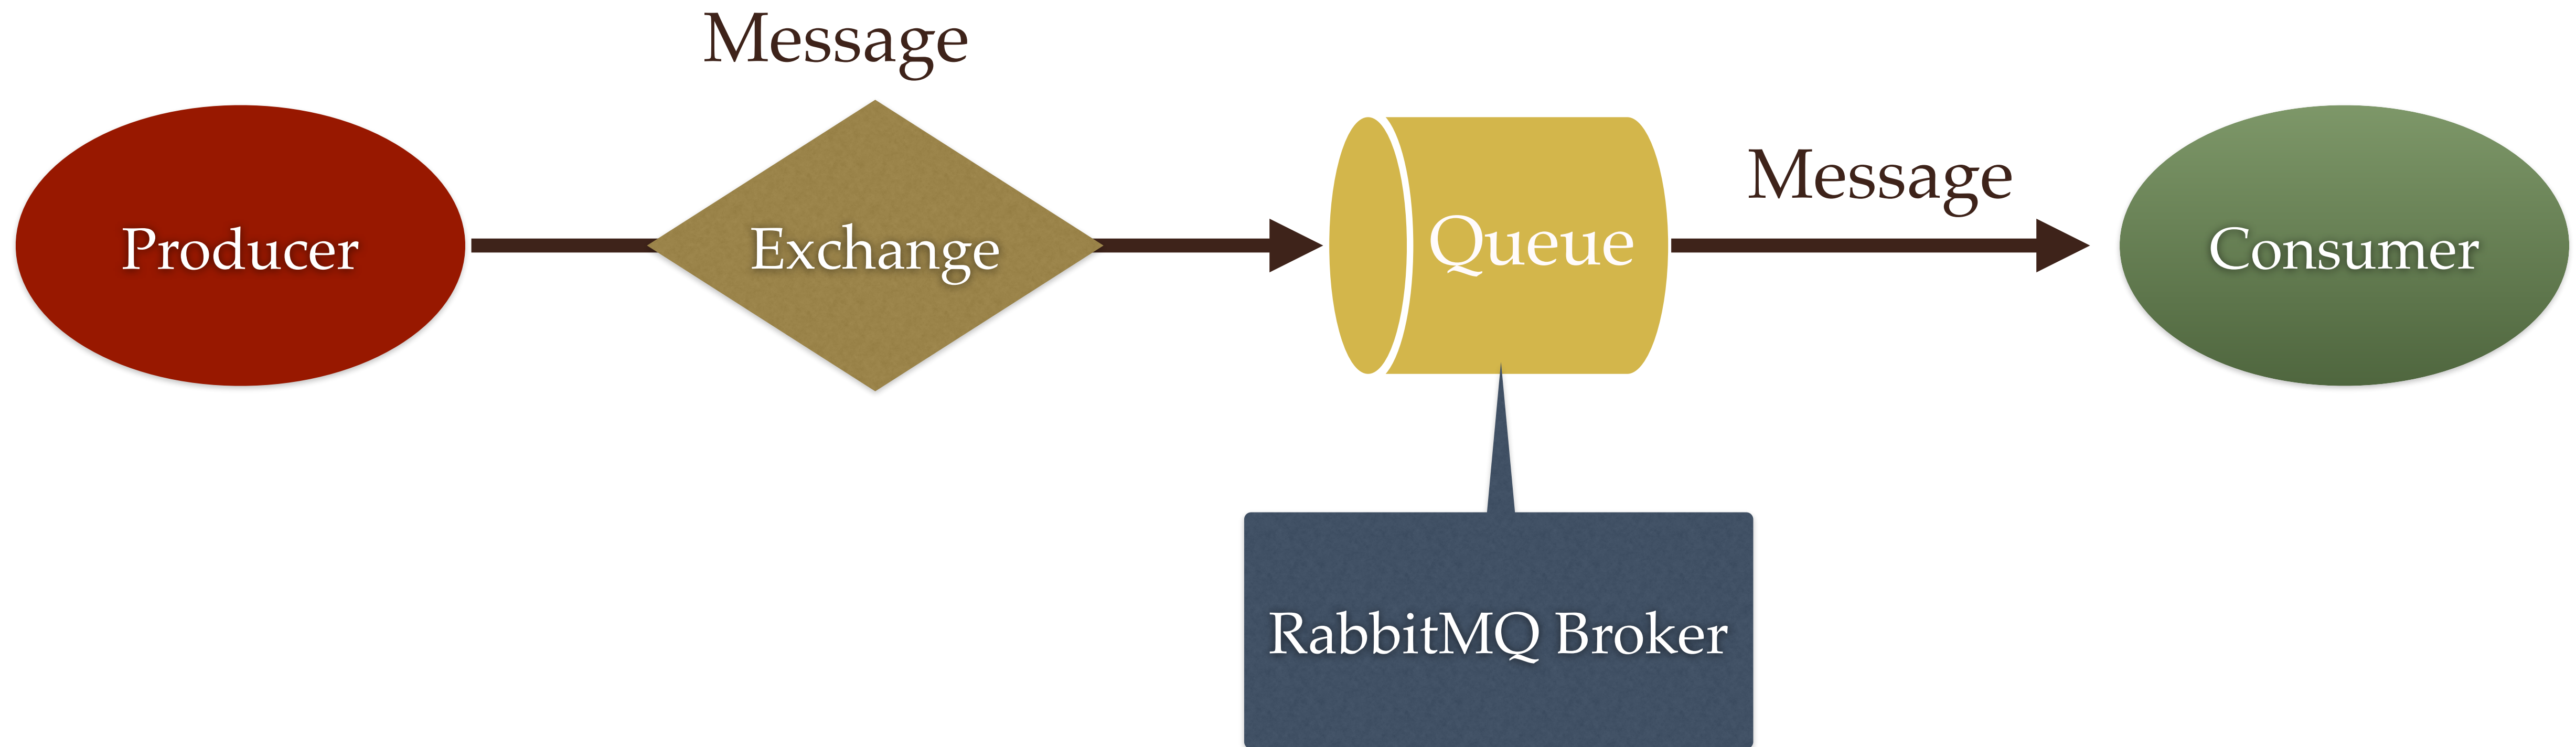 Message
Producer
Exchange
Queue
Message
Consumer
RabbitMQ Broker